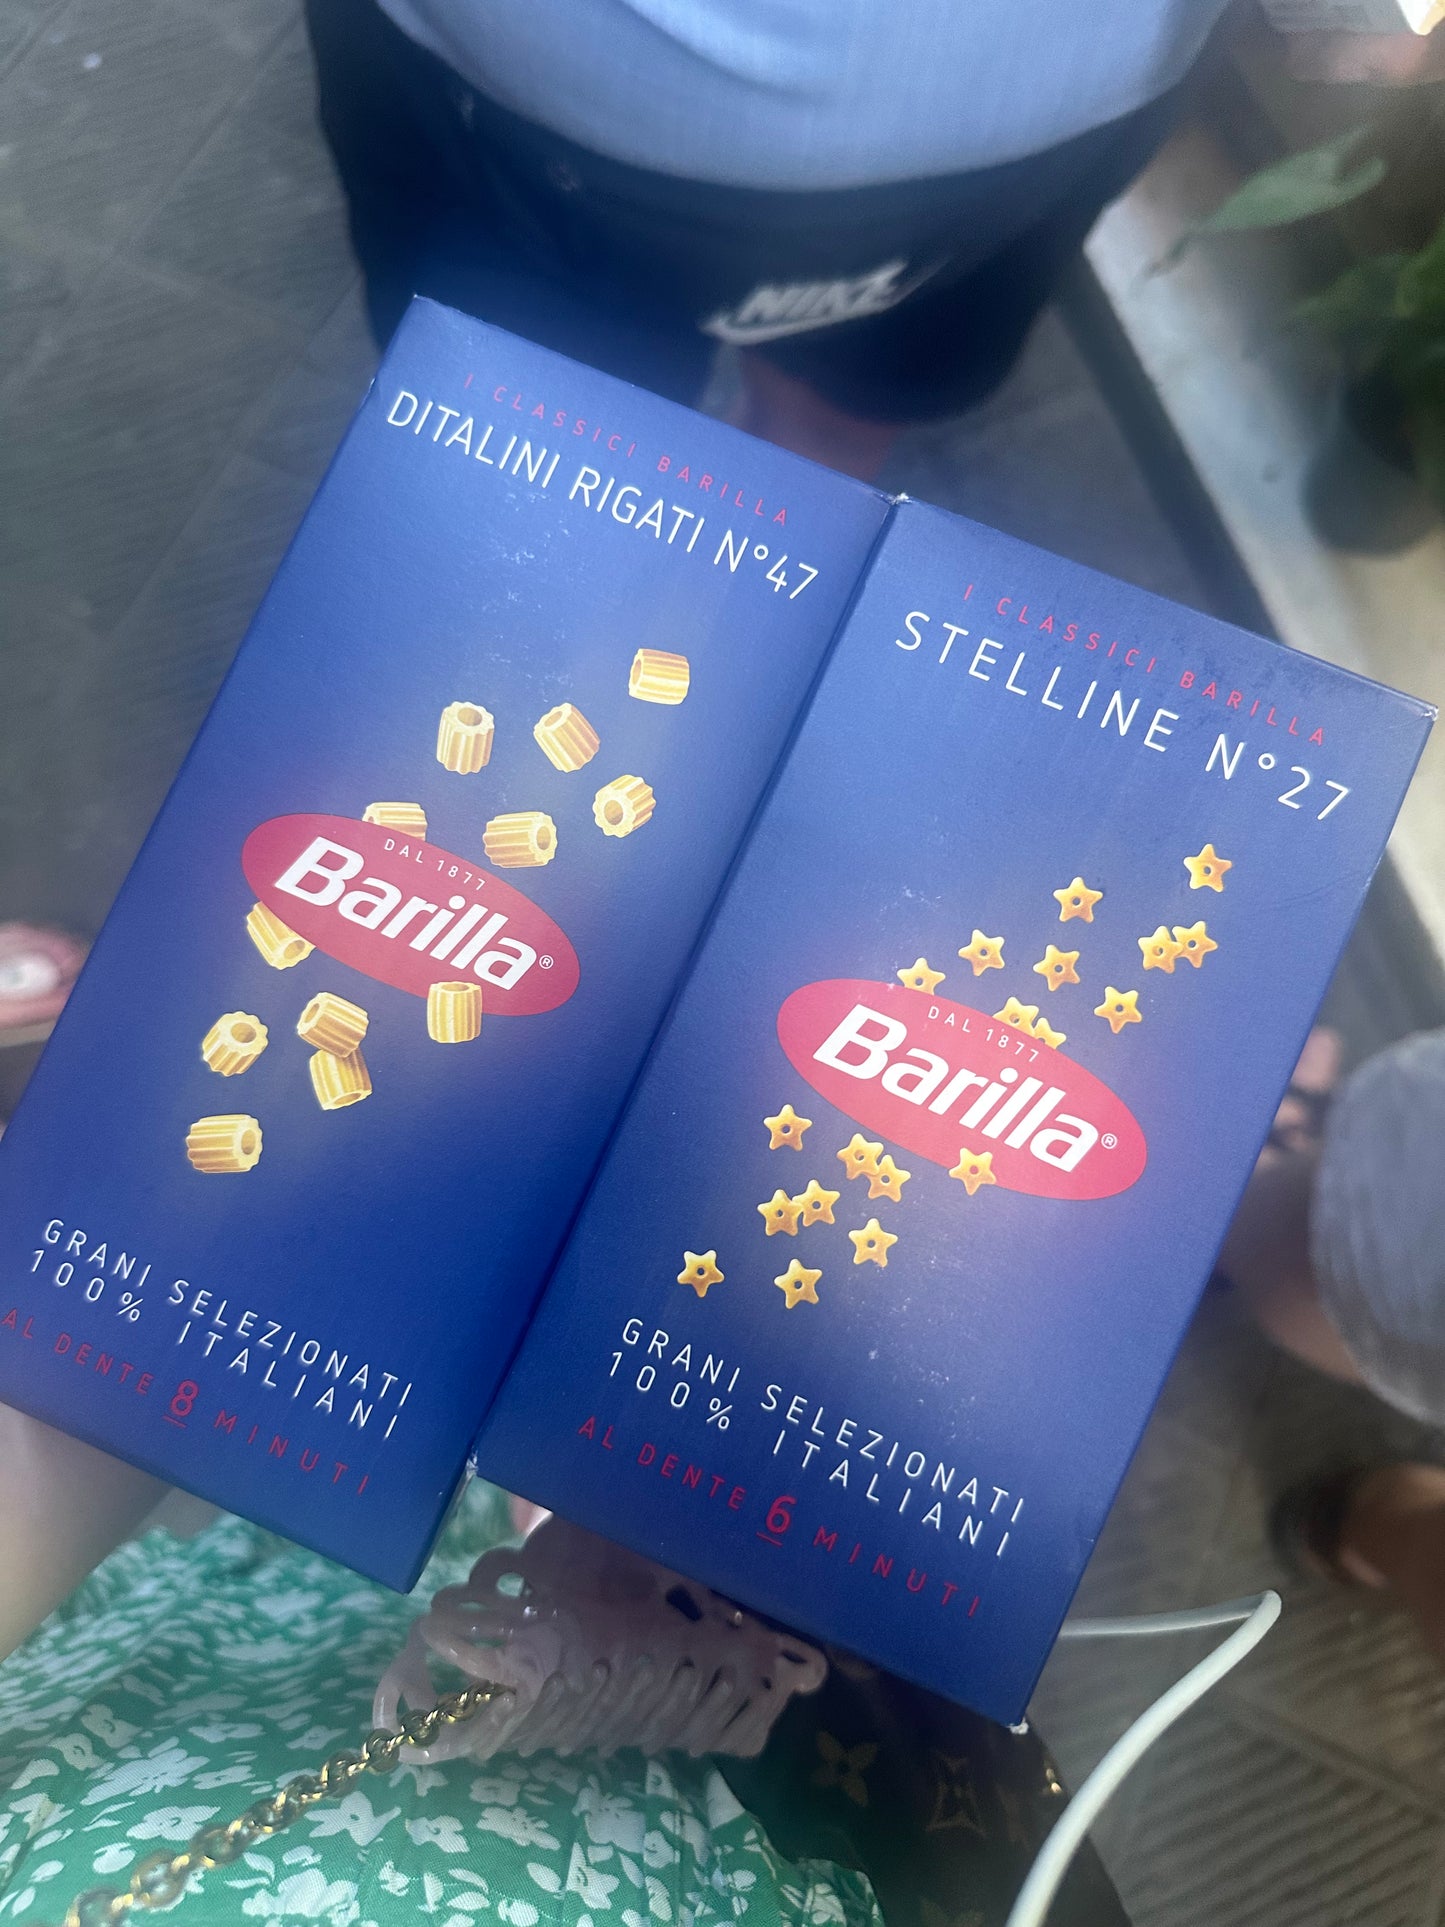 NIKE
I CLASSICI BARILLA
DITALINI RIGATI N°47
DAL 1877
Barilla®
GRANI SELEZIONATI
100% ITALIANI
AL DENTE 8 MINUTI
I CLASSICI BARILLA
STELLINE N°27
DAL 1877
Barilla®
GRANI SELEZIONATI
100% ITALIANI
AL DENTE 6 MINUTI